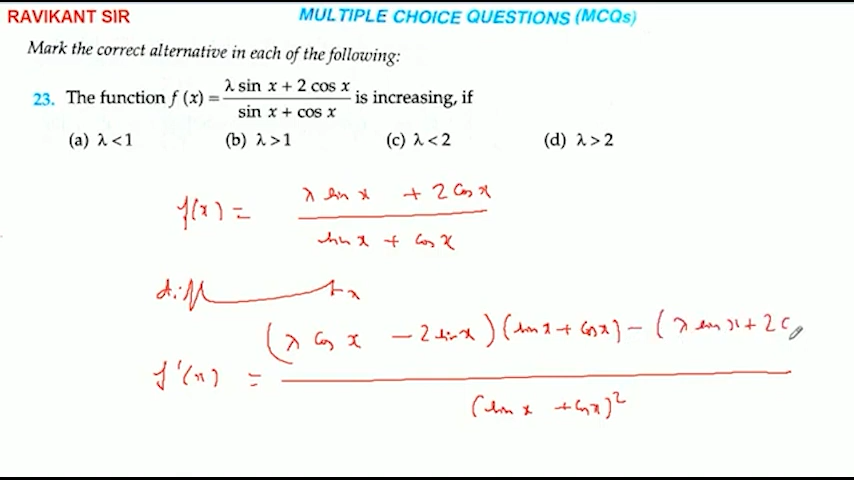 RAVIKANT SIR
MULTIPLE CHOICE QUESTIONS (MCQs)
Mark the correct alternative in each of the following:
23. The function f (x) = (λ sin x + 2 cos x)/(sin x + cos x) is increasing, if
(a) λ < 1 (b) λ > 1 (c) λ < 2 (d) λ > 2
f(x) = (λ sin x + 2 cos x)/(sin x + cos x)
diff x
f'(x) = (λ cos x - 2 sin x)(sin x + cos x) - (λ sin x + 2 c
(sin x + cos x)²